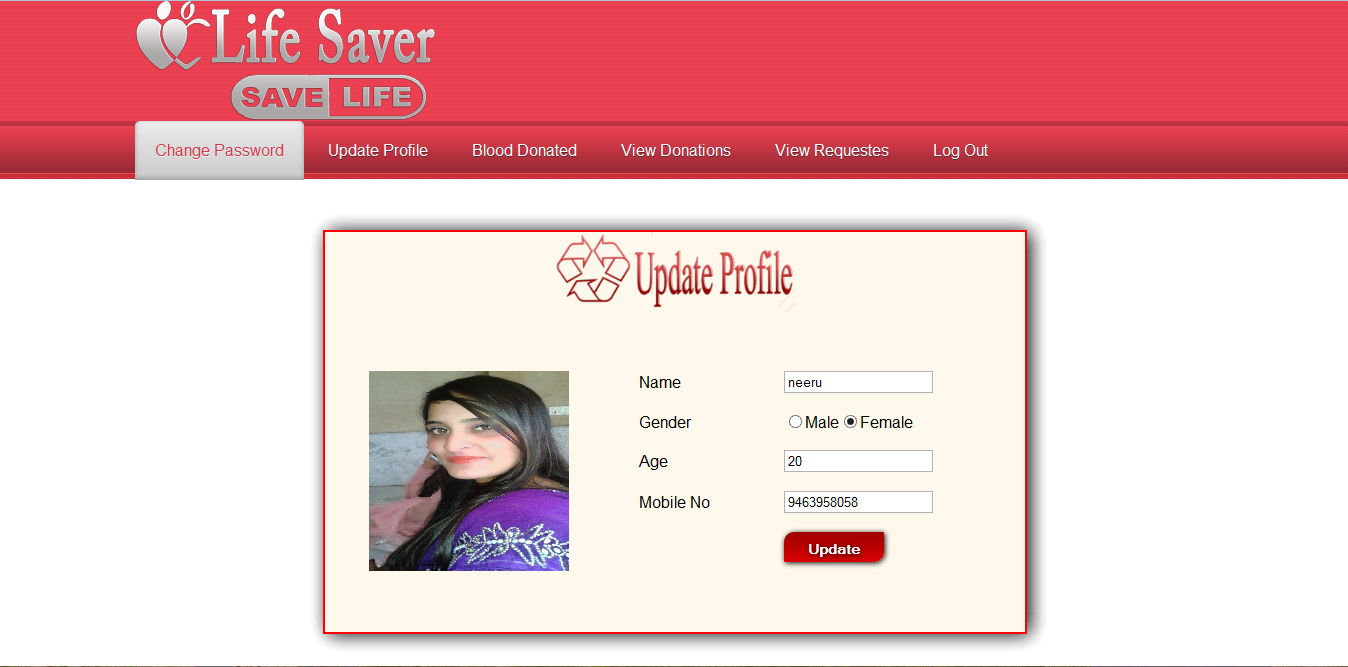 Life Saver
SAVE LIFE
Change Password Update Profile Blood Donated View Donations View Requestes Log Out
Update Profile
Name neeru
Gender Male Female
Age 20
Mobile No 9463958058
Update